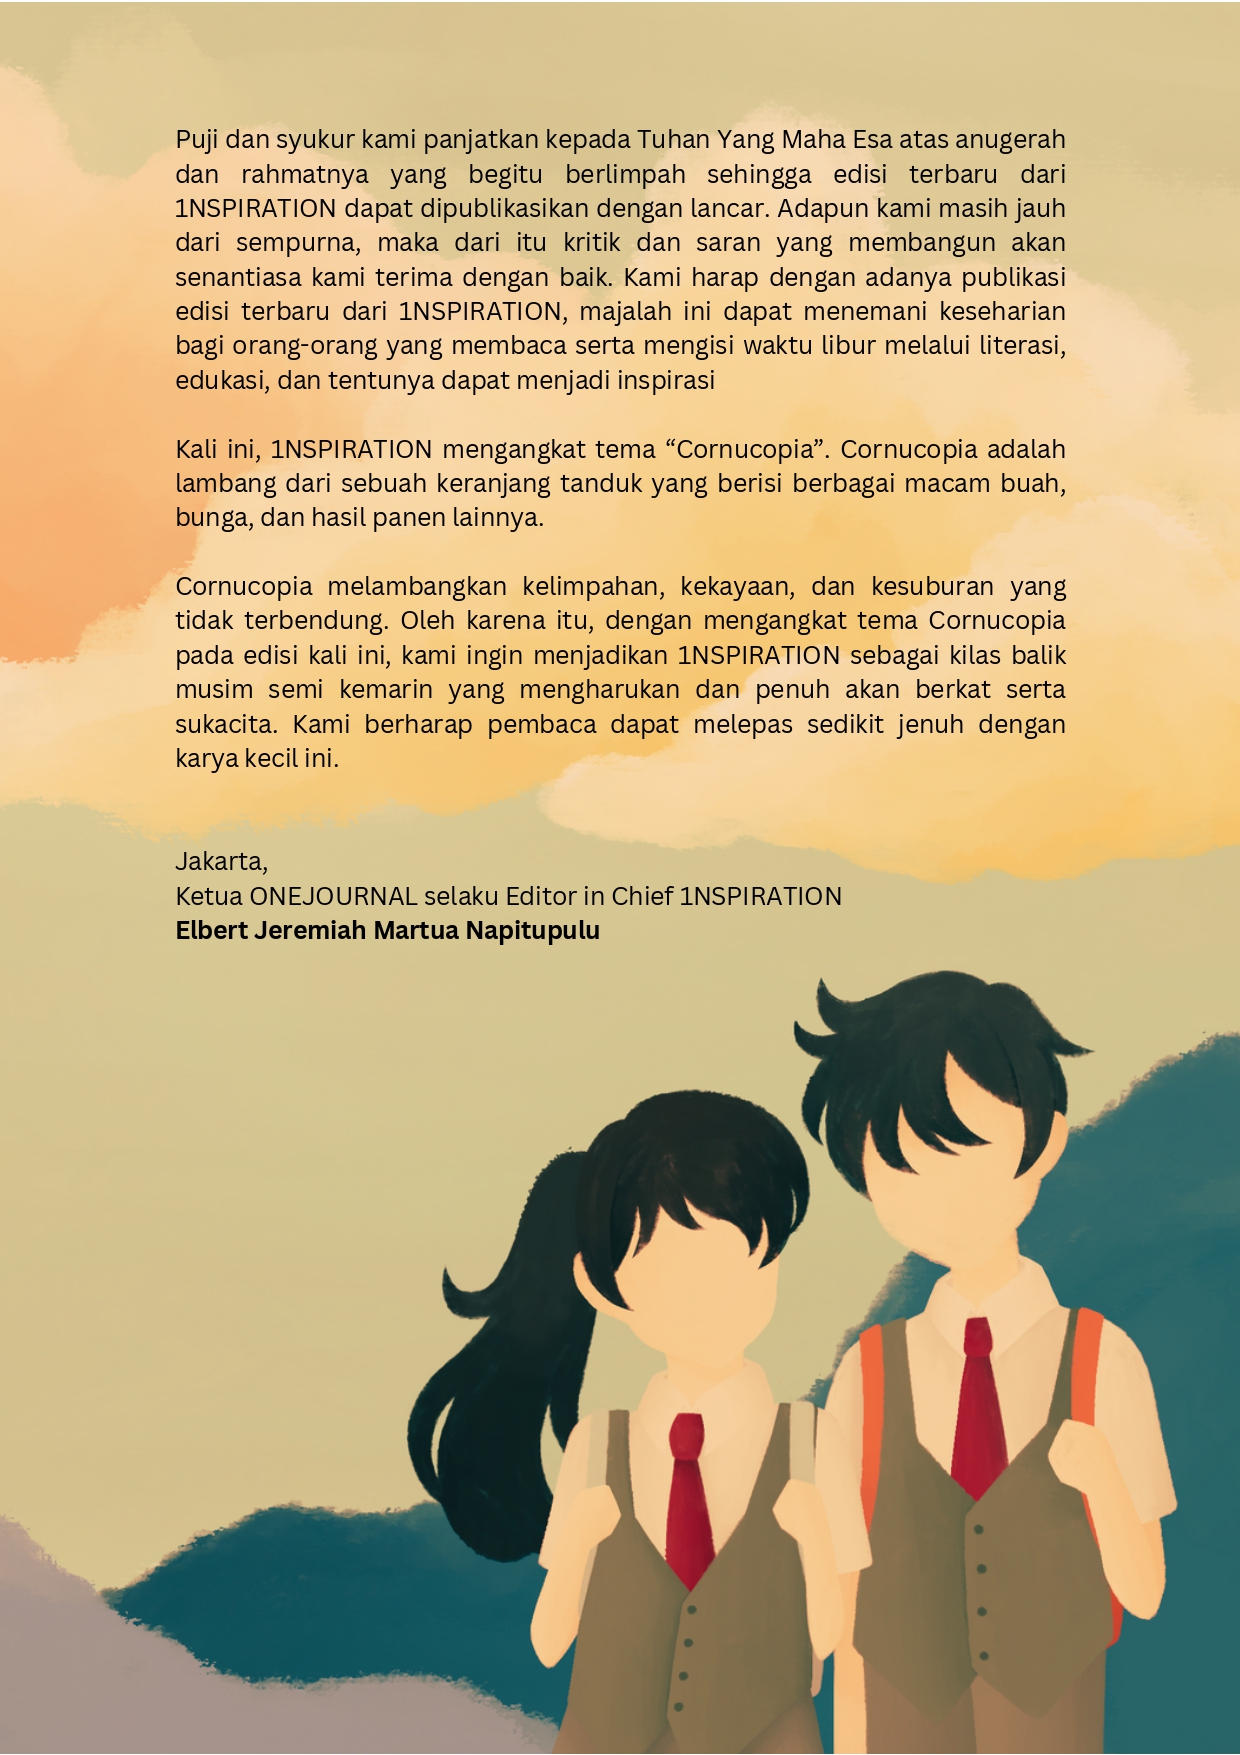 Puji dan syukur kami panjatkan kepada Tuhan Yang Maha Esa atas anugerah
dan rahmatnya yang begitu berlimpah sehingga edisi terbaru dari
1NSPIRATION dapat dipublikasikan dengan lancar. Adapun kami masih jauh
dari sempurna, maka dari itu kritik dan saran yang membangun akan
senantiasa kami terima dengan baik. Kami harap dengan adanya publikasi
edisi terbaru dari 1NSPIRATION, majalah ini dapat menemani keseharian
bagi orang-orang yang membaca serta mengisi waktu libur melalui literasi,
edukasi, dan tentunya dapat menjadi inspirasi
Kali ini, 1NSPIRATION mengangkat tema “Cornucopia”. Cornucopia adalah
lambang dari sebuah keranjang tanduk yang berisi berbagai macam buah,
bunga, dan hasil panen lainnya.
Cornucopia melambangkan kelimpahan, kekayaan, dan kesuburan yang
tidak terbendung. Oleh karena itu, dengan mengangkat tema Cornucopia
pada edisi kali ini, kami ingin menjadikan 1NSPIRATION sebagai kilas balik
musim semi kemarin yang mengharukan dan penuh akan berkat serta
sukacita. Kami berharap pembaca dapat melepas sedikit jenuh dengan
karya kecil ini.
Jakarta,
Ketua ONEJOURNAL selaku Editor in Chief 1NSPIRATION
Elbert Jeremiah Martua Napitupulu